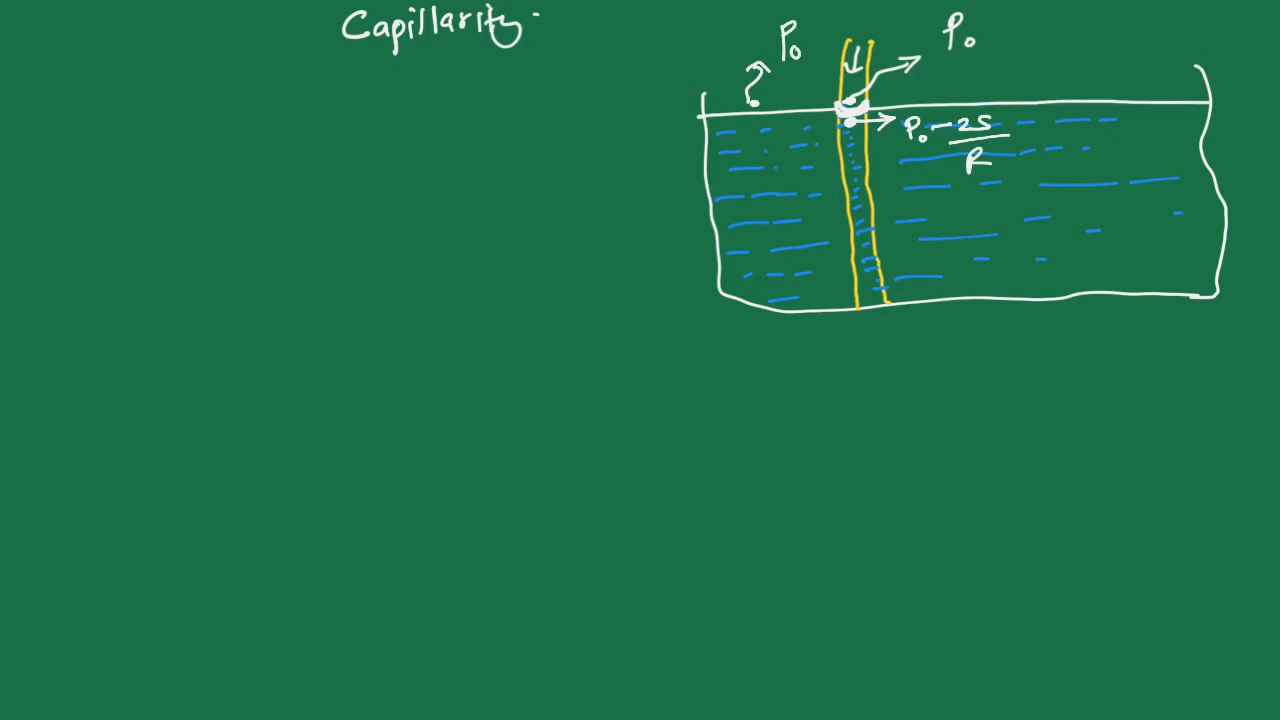 Capillarity-
P₀
P₀
P₀ - 2S/R